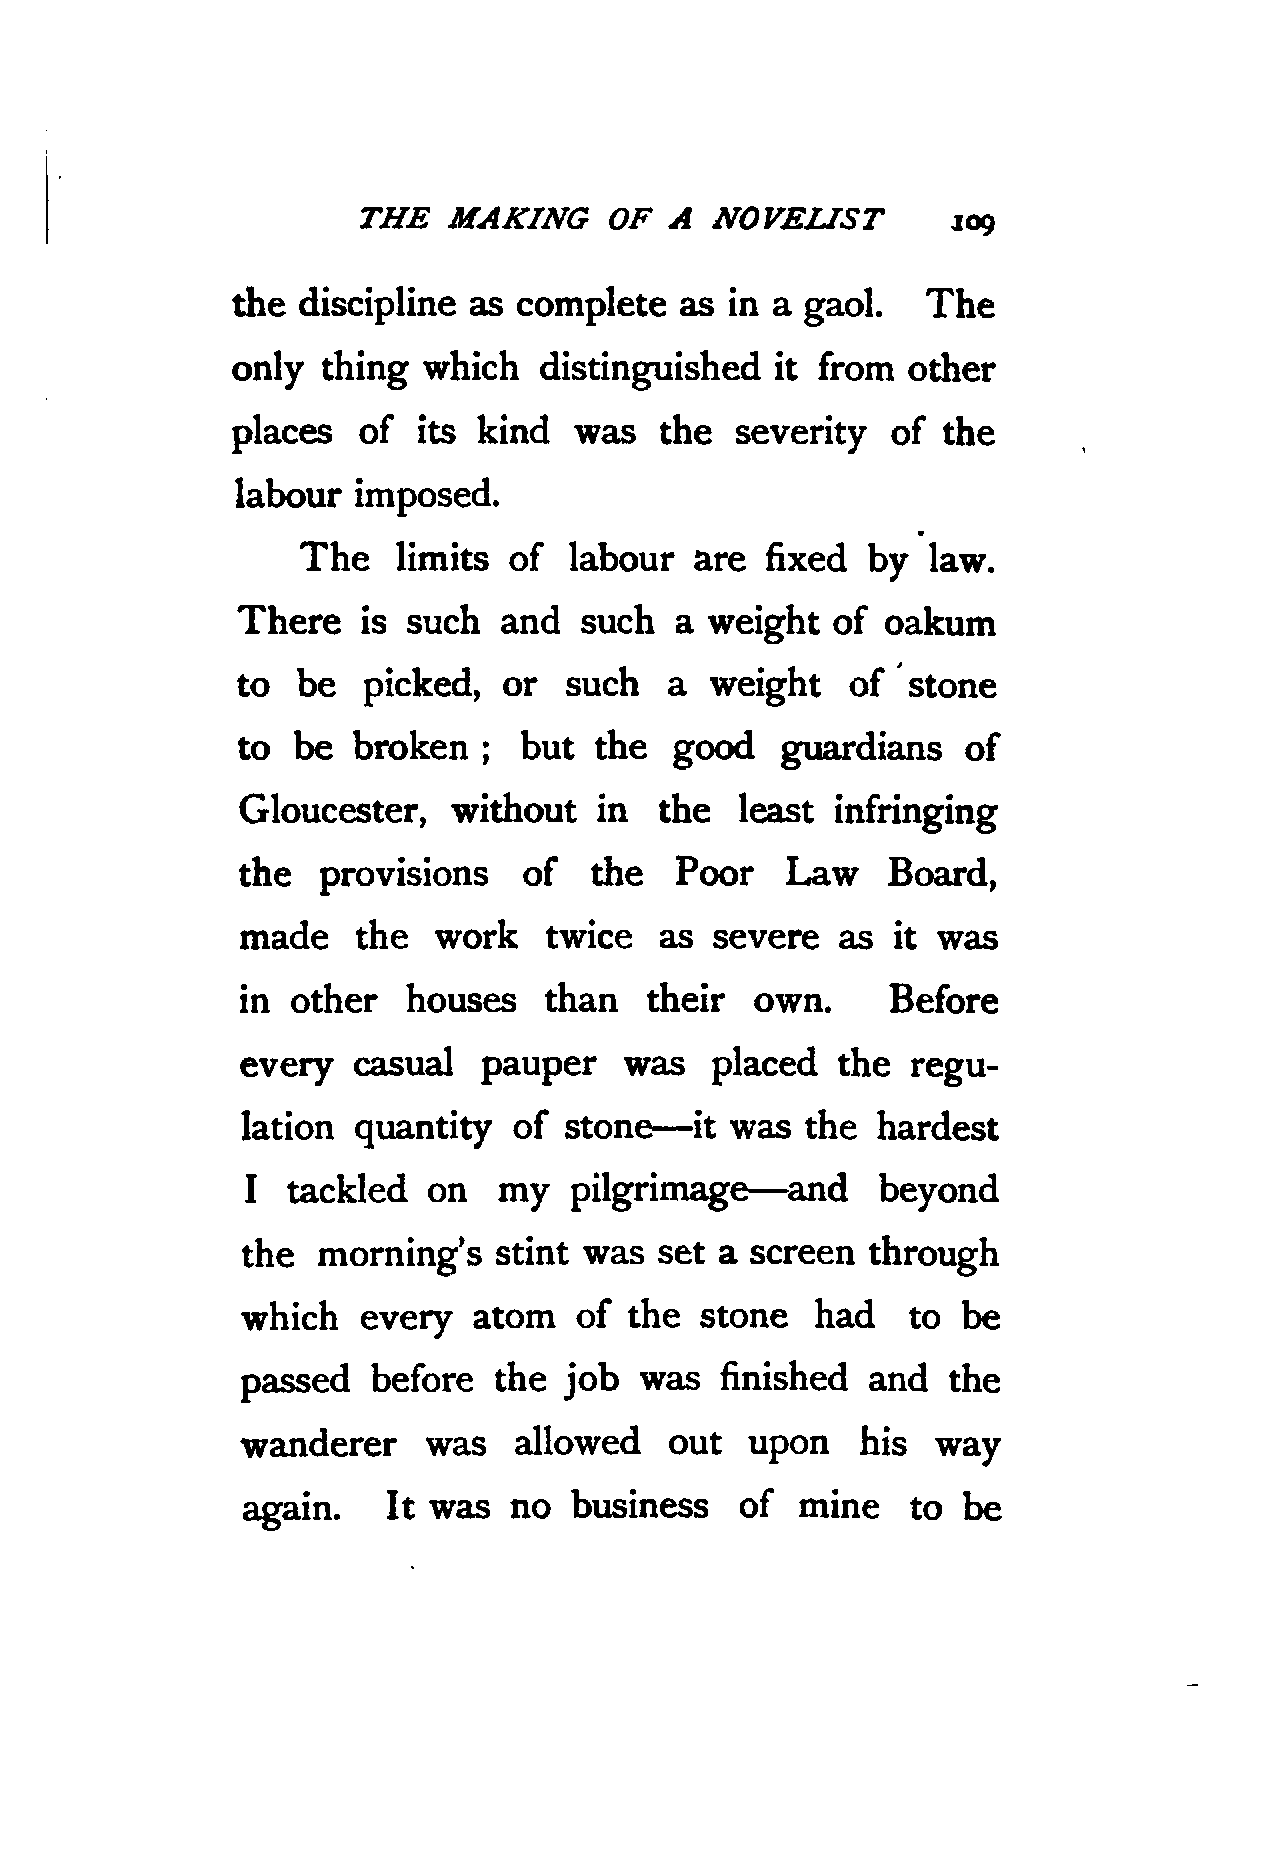 THE MAKING OF A NOVELIST 109
the discipline as complete as in a gaol. The
only thing which distinguished it from other
places of its kind was the severity of the
labour imposed.
The limits of labour are fixed by law.
There is such and such a weight of oakum
to be picked, or such a weight of stone
to be broken ; but the good guardians of
Gloucester, without in the least infringing
the provisions of the Poor Law Board,
made the work twice as severe as it was
in other houses than their own. Before
every casual pauper was placed the regu-
lation quantity of stone—it was the hardest
I tackled on my pilgrimage—and beyond
the morning's stint was set a screen through
which every atom of the stone had to be
passed before the job was finished and the
wanderer was allowed out upon his way
again. It was no business of mine to be